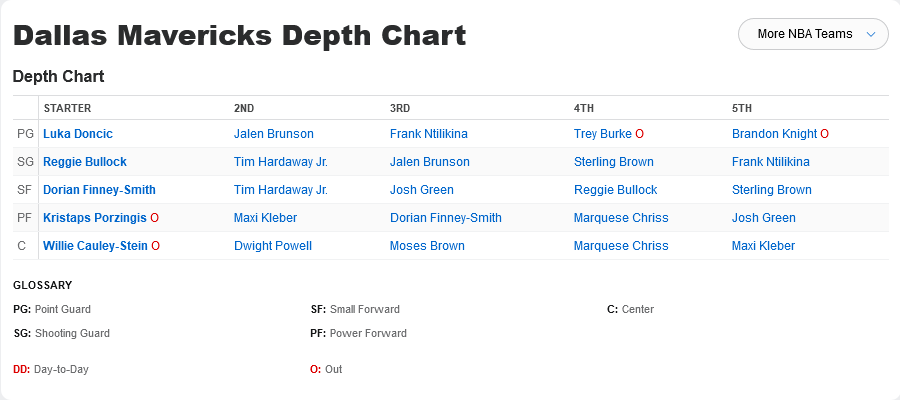 Dallas Mavericks Depth Chart
More NBA Teams
Depth Chart
STARTER 2ND 3RD 4TH 5TH
PG Luka Doncic Jalen Brunson Frank Ntilikina Trey Burke O Brandon Knight O
SG Reggie Bullock Tim Hardaway Jr. Jalen Brunson Sterling Brown Frank Ntilikina
SF Dorian Finney-Smith Tim Hardaway Jr. Josh Green Reggie Bullock Sterling Brown
PF Kristaps Porzingis O Maxi Kleber Dorian Finney-Smith Marquese Chriss Josh Green
C Willie Cauley-Stein O Dwight Powell Moses Brown Marquese Chriss Maxi Kleber
GLOSSARY
PG: Point Guard SF: Small Forward C: Center
SG: Shooting Guard PF: Power Forward
DD: Day-to-Day O: Out